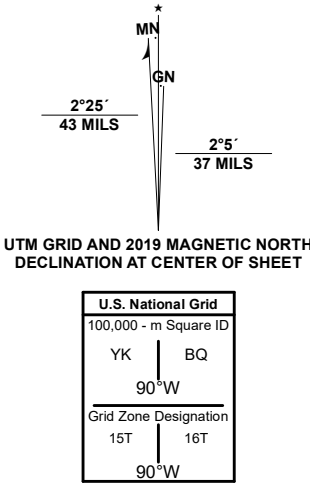 ★
MN
GN
2°25´
43 MILS
2°5´
37 MILS
UTM GRID AND 2019 MAGNETIC NORTH
DECLINATION AT CENTER OF SHEET
U.S. National Grid
100,000 - m Square ID
YK BQ
90°W
Grid Zone Designation
15T 16T
90°W